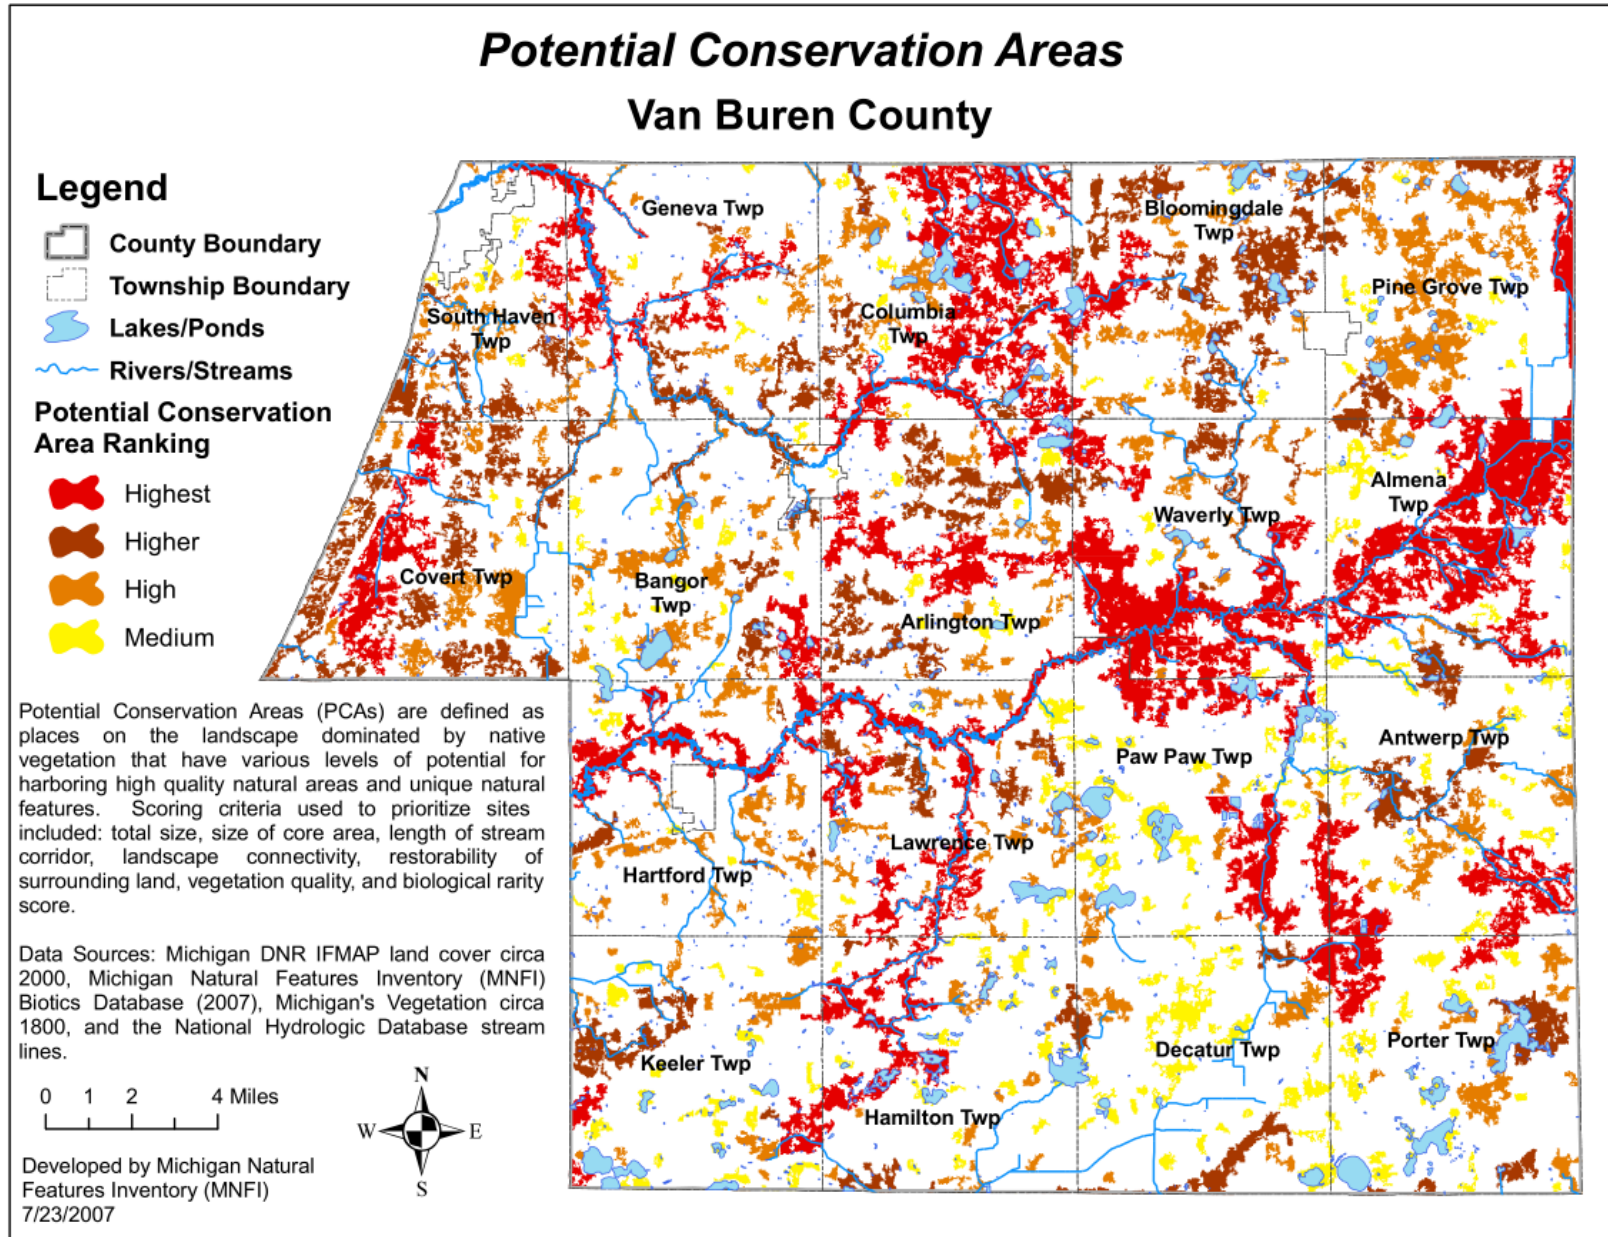 Potential Conservation Areas
Van Buren County
Legend
County Boundary
Township Boundary
Lakes/Ponds
Rivers/Streams
Potential Conservation
Area Ranking
Highest
Higher
High
Medium
Potential Conservation Areas (PCAs) are defined as
places on the landscape dominated by native
vegetation that have various levels of potential for
harboring high quality natural areas and unique natural
features. Scoring criteria used to prioritize sites
included: total size, size of core area, length of stream
corridor, landscape connectivity, restorability of
surrounding land, vegetation quality, and biological rarity
score.
Data Sources: Michigan DNR IFMAP land cover circa
2000, Michigan Natural Features Inventory (MNFI)
Biotics Database (2007), Michigan's Vegetation circa
1800, and the National Hydrologic Database stream
lines.
0 1 2 4 Miles
N
W E
S
Developed by Michigan Natural
Features Inventory (MNFI)
7/23/2007
Geneva Twp
Bloomingdale
Twp
Pine Grove Twp
South Haven
Twp
Columbia
Twp
Almena
Twp
Waverly Twp
Covert Twp
Bangor
Twp
Arlington Twp
Antwerp Twp
Paw Paw Twp
Lawrence Twp
Hartford Twp
Porter Twp
Decatur Twp
Keeler Twp
Hamilton Twp